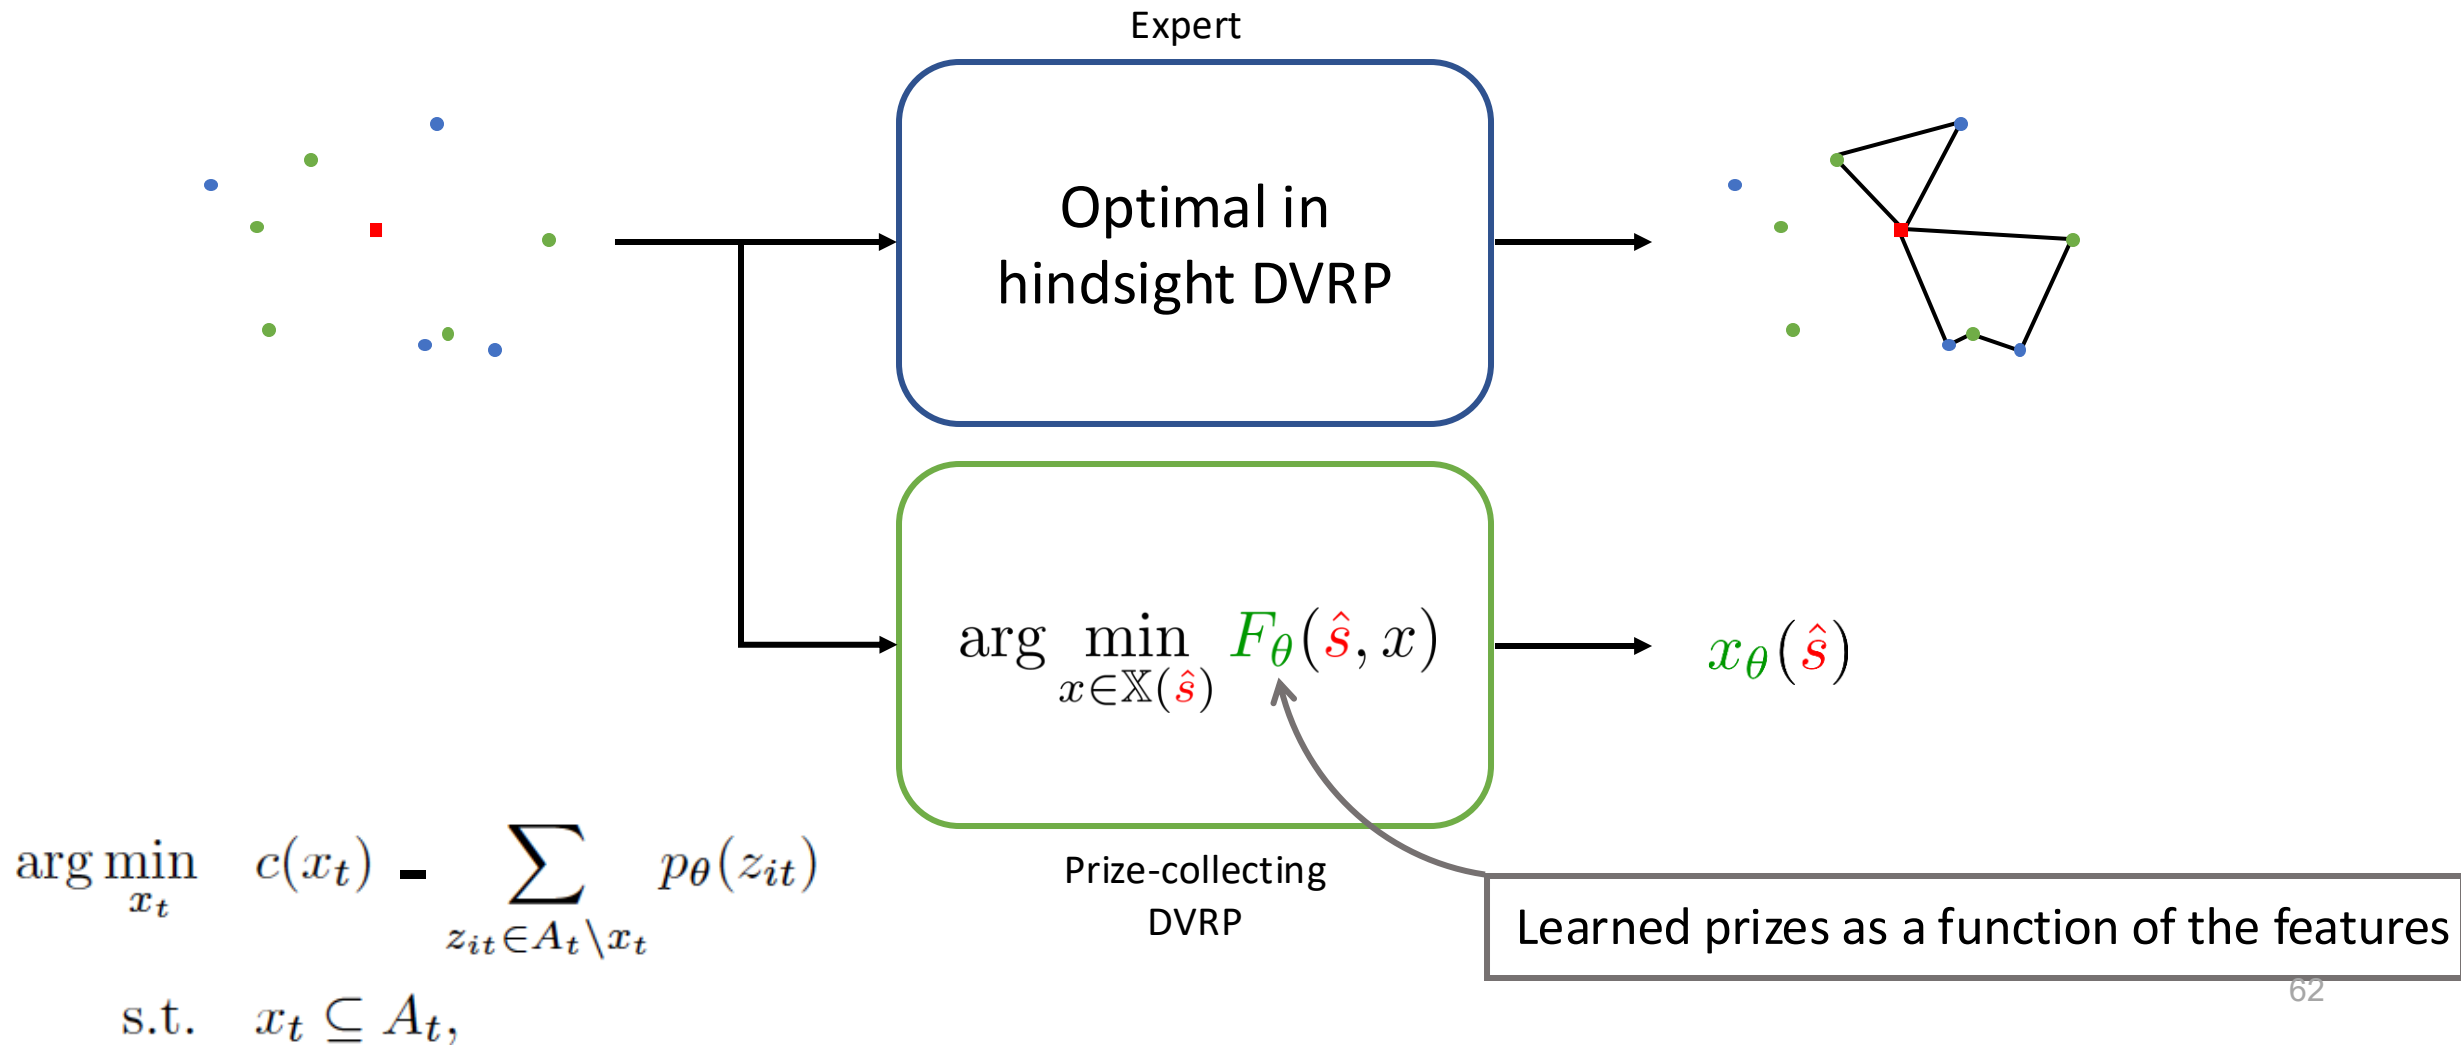 Expert
Optimal in
hindsight DVRP
arg min F_θ(ŝ, x)
x∈𝕏(ŝ)
x_θ(ŝ)
Prize-collecting
DVRP
Learned prizes as a function of the features
arg min c(x_t) - ∑ p_θ(z_it)
x_t z_it∈A_t\x_t
s.t. x_t ⊆ A_t,
62